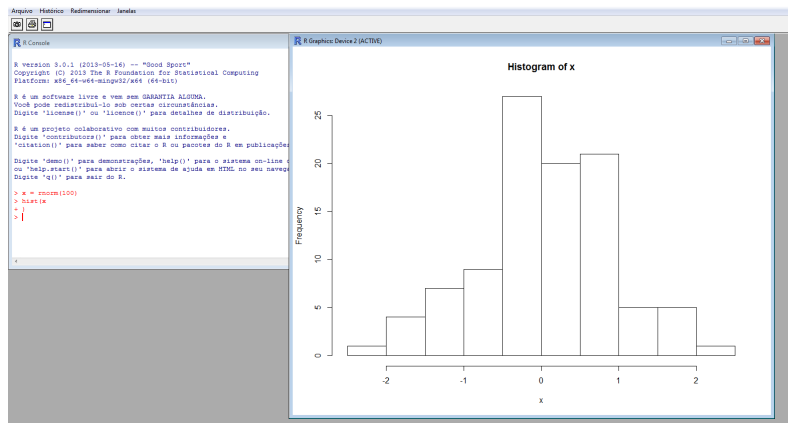 Arquivo Histórico Redimensionar Janelas
R Console
R version 3.0.1 (2013-05-16) -- "Good Sport"
Copyright (C) 2013 The R Foundation for Statistical Computing
Platform: x86_64-w64-mingw32/x64 (64-bit)
R é um software livre e vem sem GARANTIA ALGUMA.
Você pode redistribuí-lo sob certas circunstâncias.
Digite 'license()' ou 'licence()' para detalhes de distribuição.
R é um projeto colaborativo com muitos contribuidores.
Digite 'contributors()' para obter mais informações e
'citation()' para saber como citar o R ou pacotes do R em publicações
Digite 'demo()' para demonstrações, 'help()' para o sistema on-line
ou 'help.start()' para abrir o sistema de ajuda em HTML no seu naveg
Digite 'q()' para sair do R.
> x = rnorm(100)
> hist(x
+ )
>
R Graphics: Device 2 (ACTIVE)
Histogram of x
Frequency
25
20
15
10
5
0
-2 -1 0 1 2
x